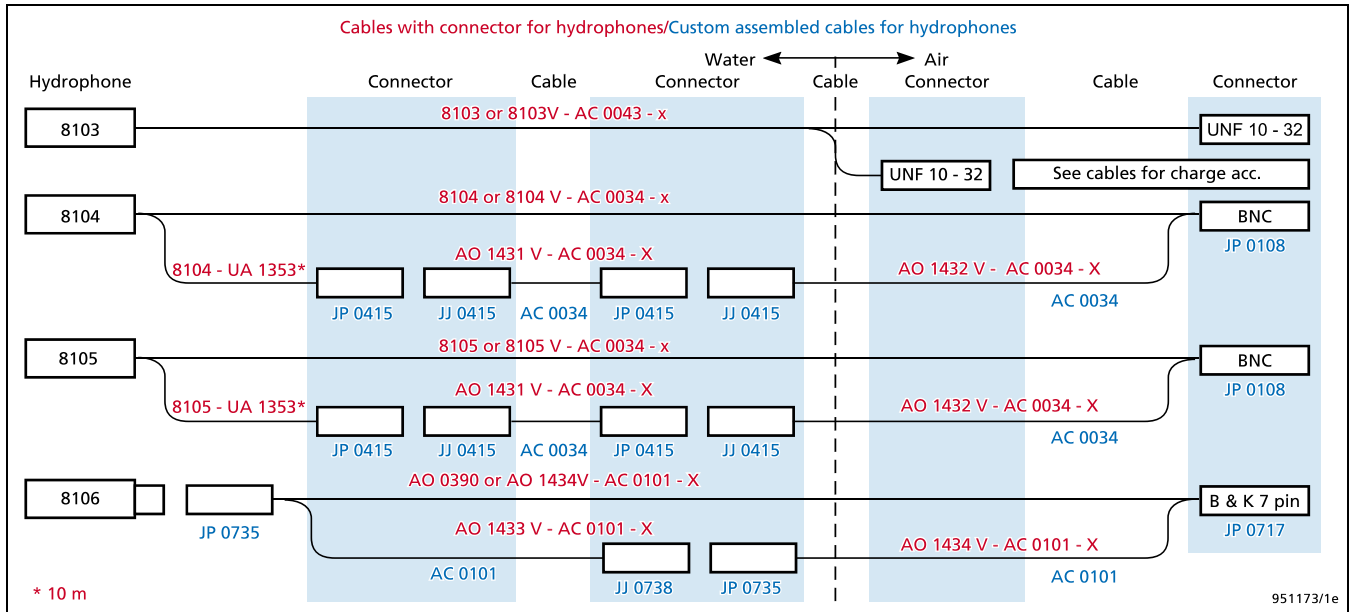 Cables with connector for hydrophones/Custom assembled cables for hydrophones
Water Air
Hydrophone Connector Cable Connector Cable Connector Cable Connector
8103 or 8103V - AC 0043 - x
8103 UNF 10 - 32
UNF 10 - 32 See cables for charge acc.
8104 or 8104 V - AC 0034 - x
8104 BNC
JP 0108
AO 1431 V - AC 0034 - X
8104 - UA 1353* AO 1432 V - AC 0034 - X
JP 0415 JJ 0415 AC 0034 JP 0415 JJ 0415 AC 0034
8105 or 8105 V - AC 0034 - x
8105 BNC
JP 0108
AO 1431 V - AC 0034 - X
8105 - UA 1353* AO 1432 V - AC 0034 - X
JP 0415 JJ 0415 AC 0034 JP 0415 JJ 0415 AC 0034
AO 0390 or AO 1434V - AC 0101 - X
8106 B & K 7 pin
JP 0735 JP 0717
AO 1433 V - AC 0101 - X
AO 1434 V - AC 0101 - X
AC 0101 JJ 0738 JP 0735 AC 0101
* 10 m 951173/1e